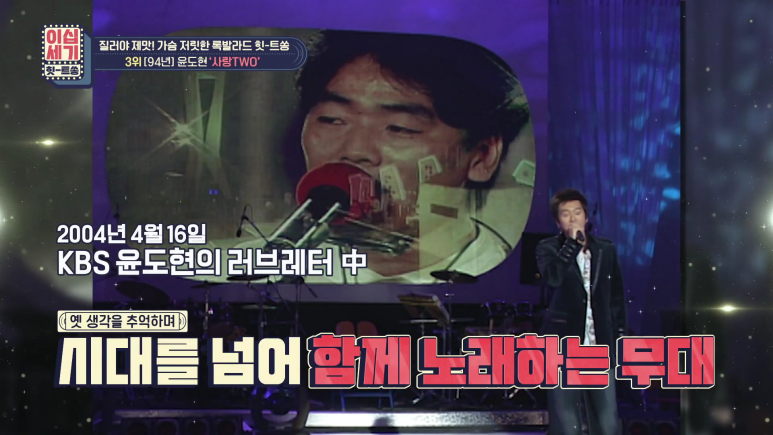 이십
세기
힛-트쏭
질러야 제맛! 가슴 저릿한 록발라드 힛-트쏭
3위 [94년] 윤도현 '사랑TWO'
2004년 4월 16일
KBS 윤도현의 러브레터 中
옛 생각을 추억하며
시대를 넘어 함께 노래하는 무대